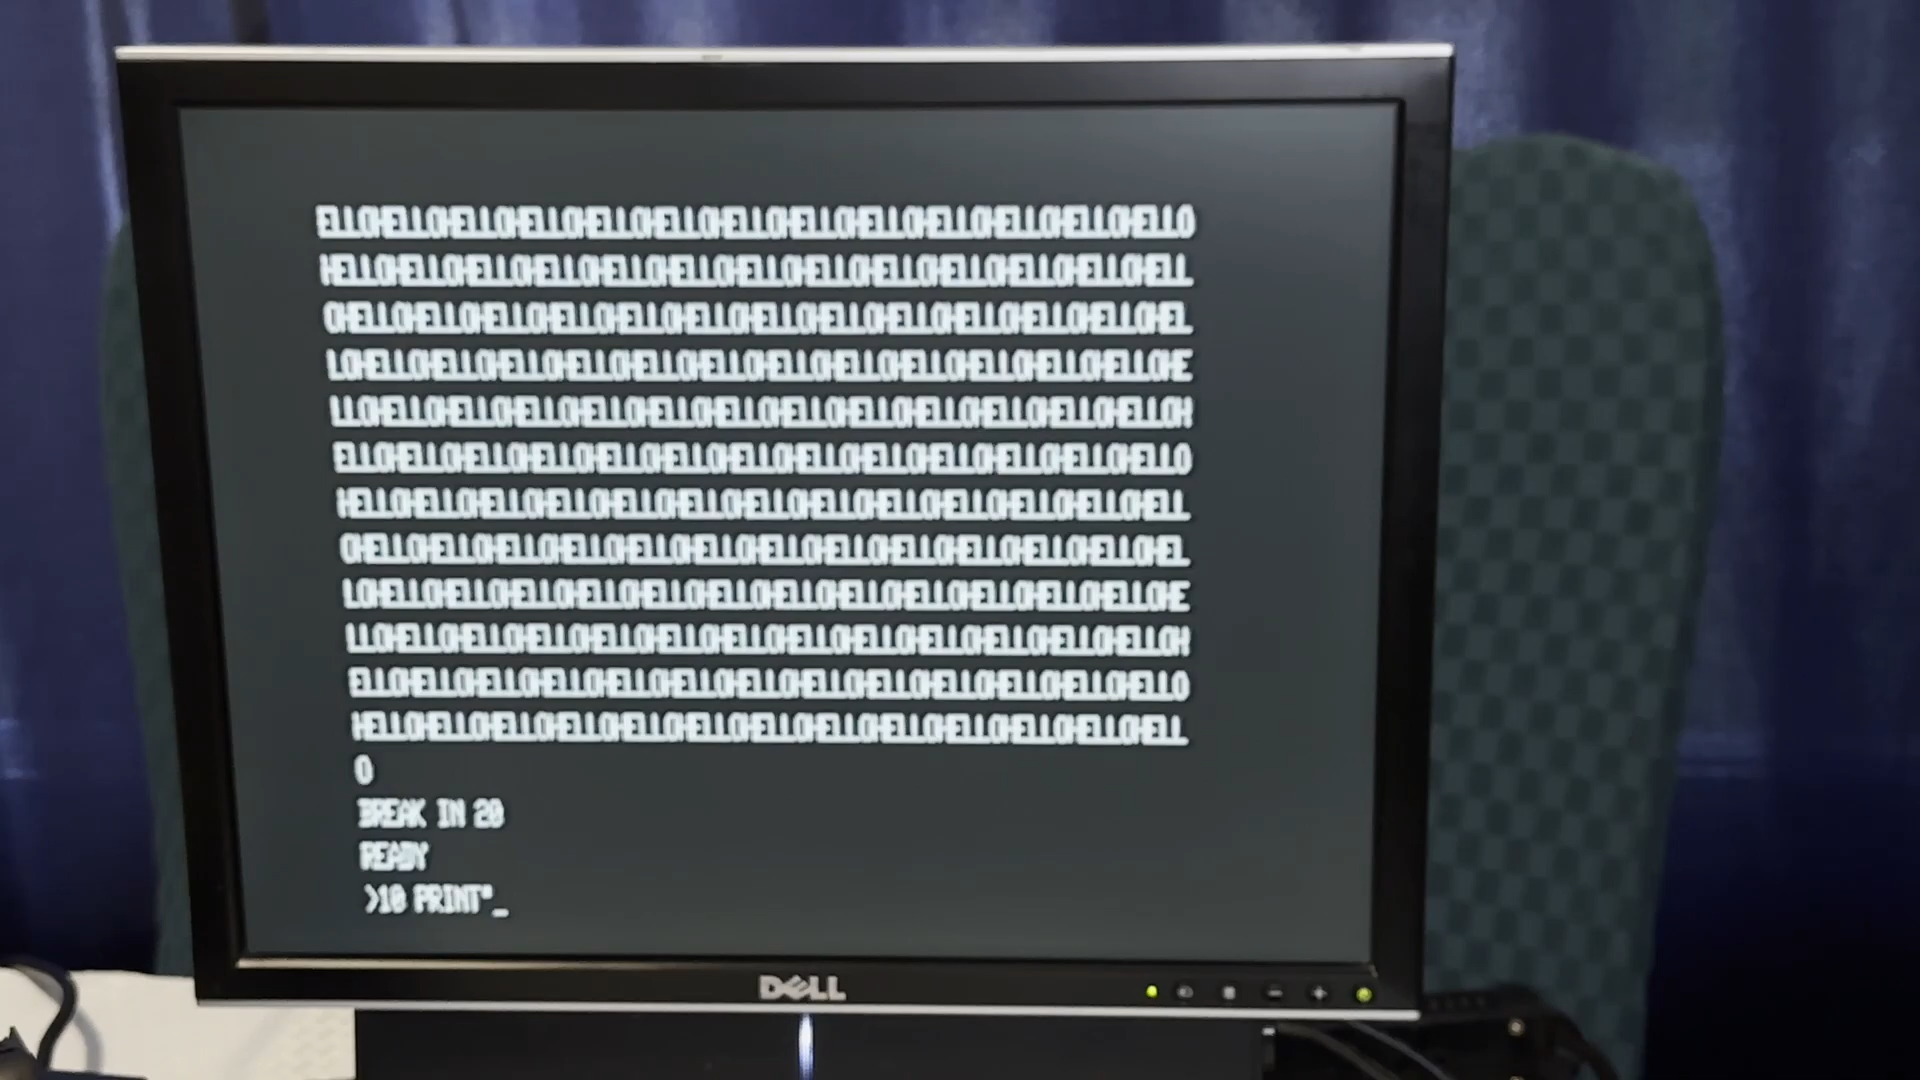 ELLOHELLOHELLOHELLOHELLOHELLOHELLOHELLOHELLOHELLOHELLOHELLOHELLO
HELLOHELLOHELLOHELLOHELLOHELLOHELLOHELLOHELLOHELLOHELLOHELLOHELL
OHELLOHELLOHELLOHELLOHELLOHELLOHELLOHELLOHELLOHELLOHELLOHELLOHEL
LOHELLOHELLOHELLOHELLOHELLOHELLOHELLOHELLOHELLOHELLOHELLOHELLOHE
LLOHELLOHELLOHELLOHELLOHELLOHELLOHELLOHELLOHELLOHELLOHELLOHELLOH
ELLOHELLOHELLOHELLOHELLOHELLOHELLOHELLOHELLOHELLOHELLOHELLOHELLO
HELLOHELLOHELLOHELLOHELLOHELLOHELLOHELLOHELLOHELLOHELLOHELLOHELL
OHELLOHELLOHELLOHELLOHELLOHELLOHELLOHELLOHELLOHELLOHELLOHELLOHEL
LOHELLOHELLOHELLOHELLOHELLOHELLOHELLOHELLOHELLOHELLOHELLOHELLOHE
LLOHELLOHELLOHELLOHELLOHELLOHELLOHELLOHELLOHELLOHELLOHELLOHELLOH
ELLOHELLOHELLOHELLOHELLOHELLOHELLOHELLOHELLOHELLOHELLOHELLOHELLO
HELLOHELLOHELLOHELLOHELLOHELLOHELLOHELLOHELLOHELLOHELLOHELLOHELL
O
BREAK IN 20
READY
>10 PRINT"_
DELL